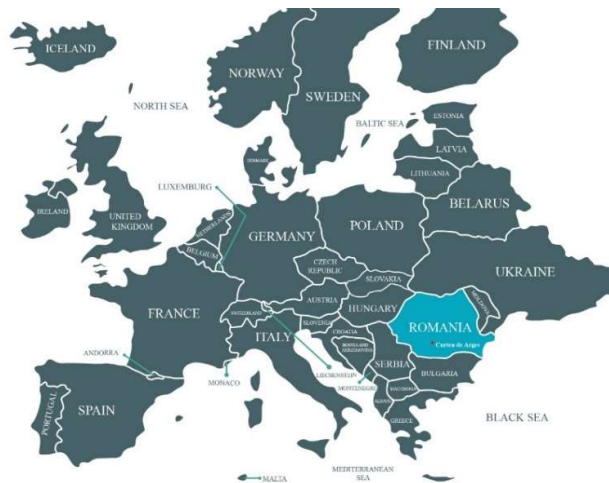 ICELAND
FINLAND
NORWAY
SWEDEN
NORTH SEA
BALTIC SEA
ESTONIA
LATVIA
DENMARK
LITHUANIA
LUXEMBURG
IRELAND
UNITED
KINGDOM
NETHERLANDS
BELARUS
POLAND
GERMANY
BELGIUM
CZECH
REPUBLIC
UKRAINE
SLOVAKIA
AUSTRIA
HUNGARY
MOLDOVA
FRANCE
SWITZERLAND
SLOVENIA
ROMANIA
ITALY
CROATIA
Curtea de Arges
BOSNIA AND
HERZEGOVINA
SERBIA
ANDORRA
MONACO
LIECHENSTEIN
MONTENEGRO
BULGARIA
MACEDONIA
ALBANIA
PORTUGAL
SPAIN
GREECE
BLACK SEA
MEDITERRANEAN
SEA
MALTA